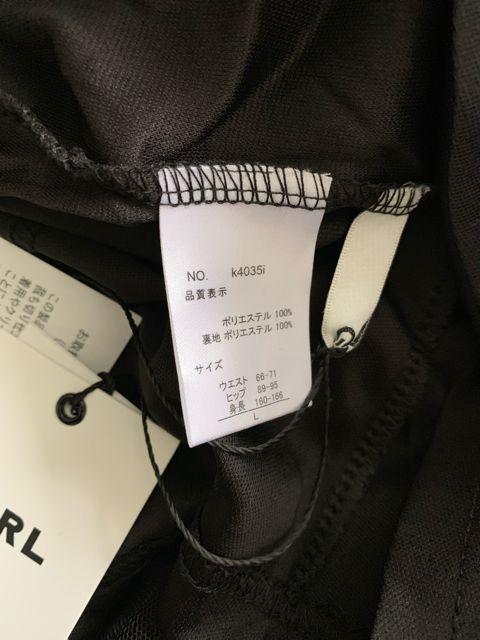 NO. k4035i
品質表示
ポリエステル 100%
裏地 ポリエステル 100%
サイズ
ウエスト 66-71
ヒップ 89-95
身長 160-166
L
RL